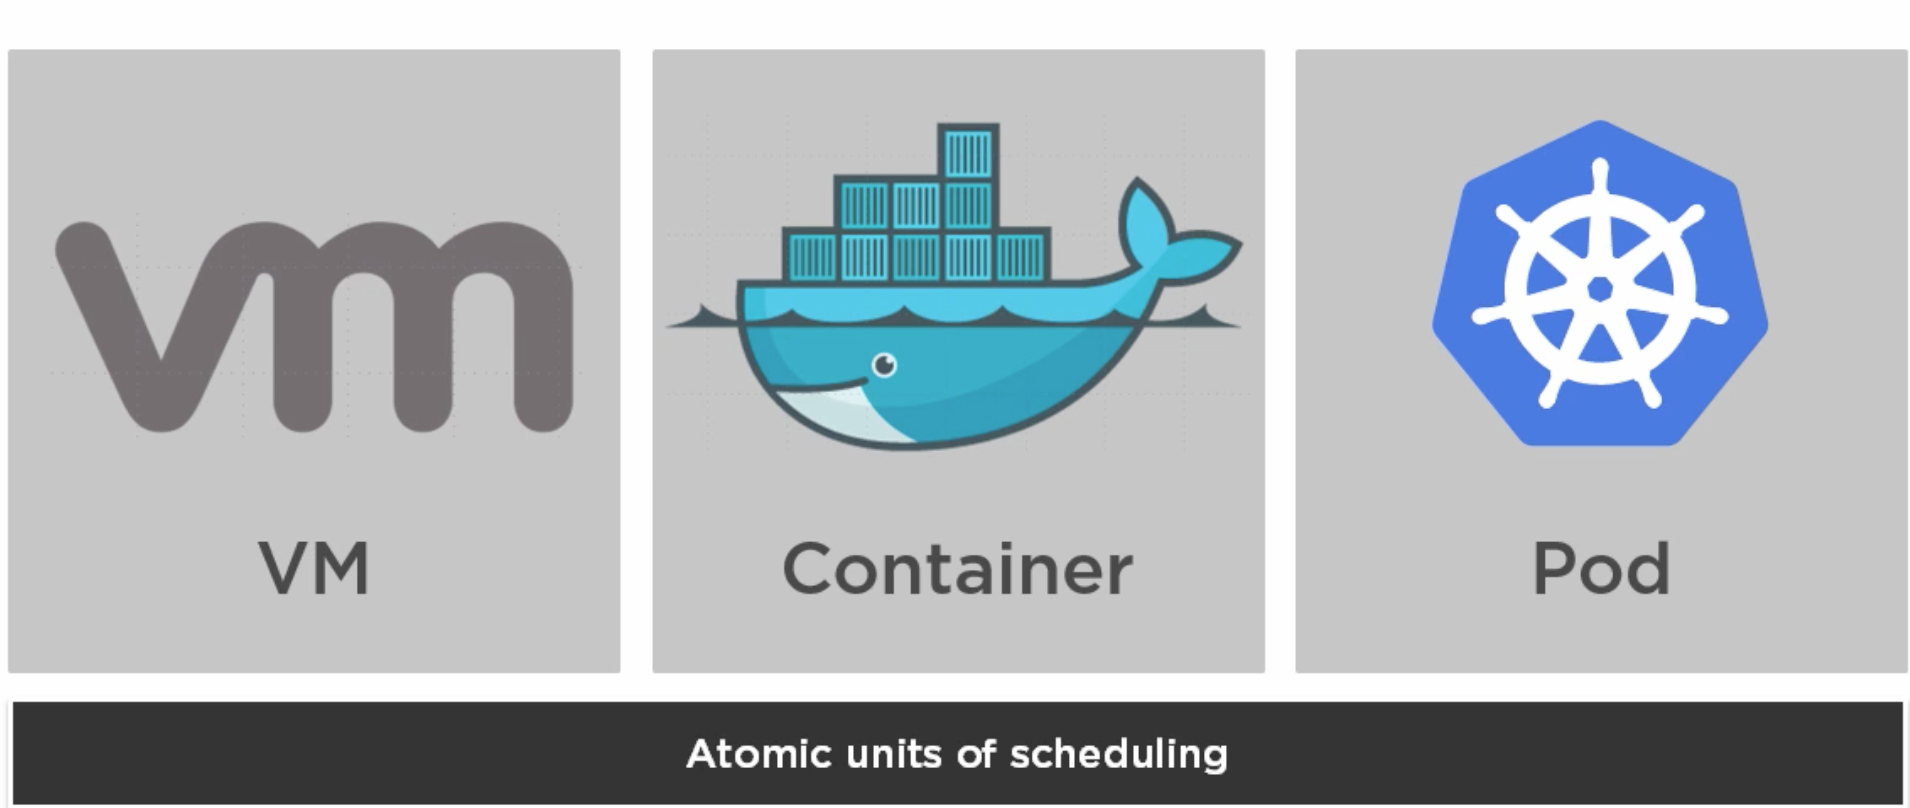 vm
VM
Container
Pod
Atomic units of scheduling